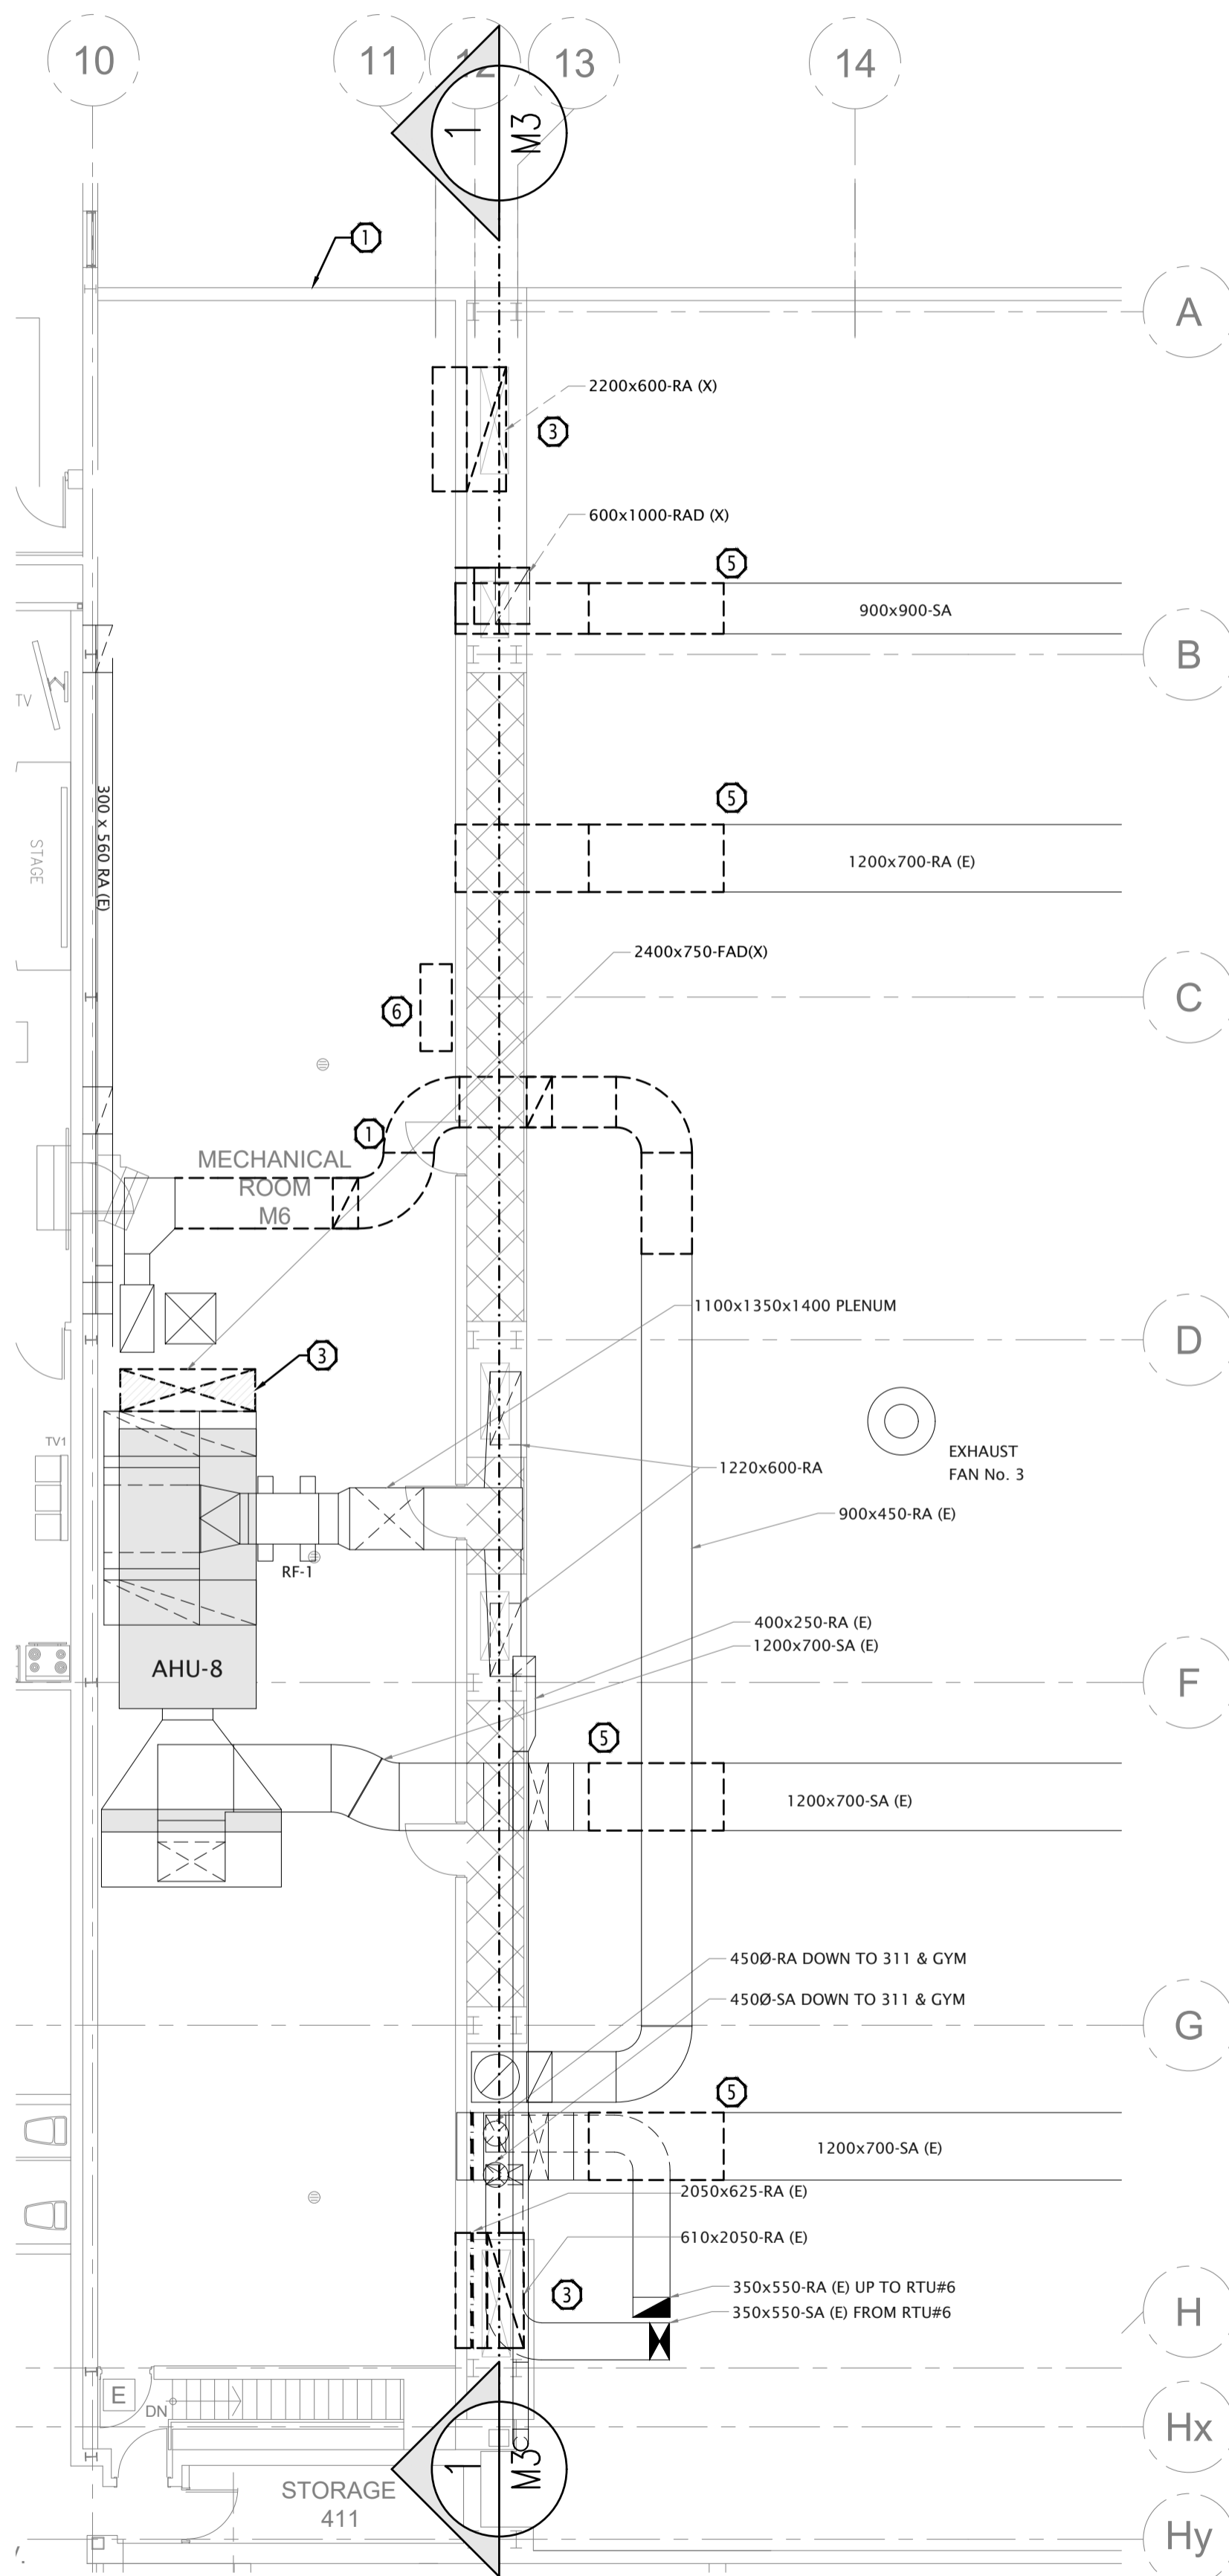 10
11
12
13
14
1
M3
1
A
2200x600-RA (X)
3
600x1000-RAD (X)
5
900x900-SA
B
TV
5
300 x 560 RA (E)
STAGE
1200x700-RA (E)
2400x750-FAD(X)
C
6
1
MECHANICAL
ROOM
M6
1100x1350x1400 PLENUM
D
3
TV1
EXHAUST
FAN No. 3
1220x600-RA
900x450-RA (E)
RF-1
400x250-RA (E)
1200x700-SA (E)
AHU-8
F
5
1200x700-SA (E)
450Ø-RA DOWN TO 311 & GYM
450Ø-SA DOWN TO 311 & GYM
G
5
1200x700-SA (E)
2050x625-RA (E)
610x2050-RA (E)
3
350x550-RA (E) UP TO RTU#6
350x550-SA (E) FROM RTU#6
H
E
DN
Hx
1
M3
STORAGE
411
Hy